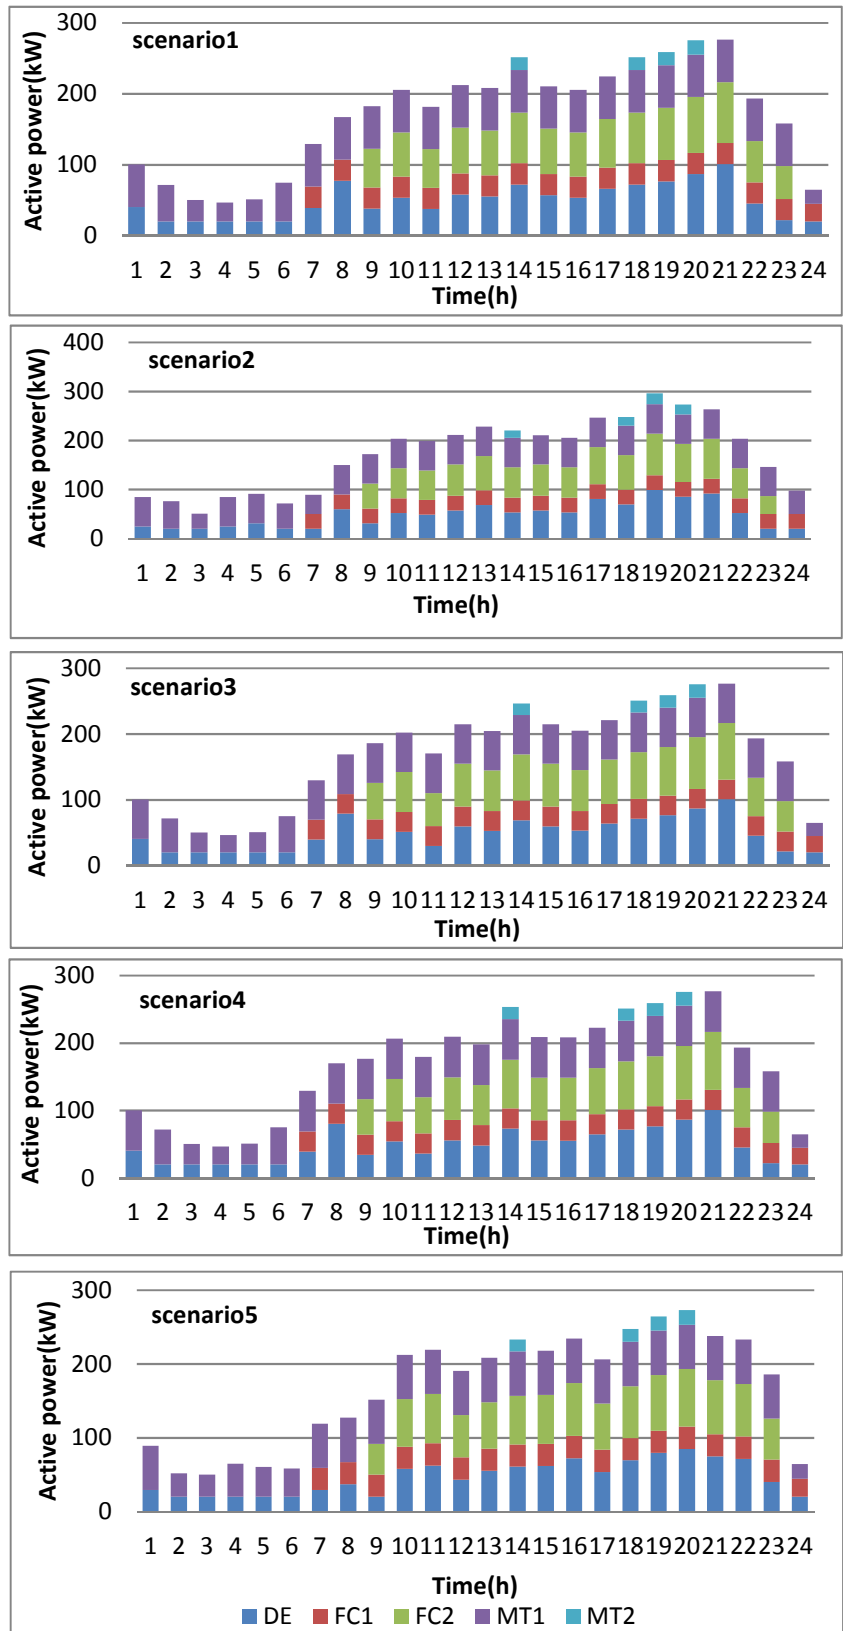 scenario1
Active power(kW)
300
200
100
0
1 2 3 4 5 6 7 8 9 10 11 12 13 14 15 16 17 18 19 20 21 22 23 24
Time(h)
scenario2
Active power(kW)
400
300
200
100
0
1 2 3 4 5 6 7 8 9 10 11 12 13 14 15 16 17 18 19 20 21 22 23 24
Time(h)
scenario3
Active power(kW)
300
200
100
0
1 2 3 4 5 6 7 8 9 10 11 12 13 14 15 16 17 18 19 20 21 22 23 24
Time(h)
scenario4
Active power(kW)
300
200
100
0
1 2 3 4 5 6 7 8 9 10 11 12 13 14 15 16 17 18 19 20 21 22 23 24
Time(h)
scenario5
Active power(kW)
300
200
100
0
1 2 3 4 5 6 7 8 9 10 11 12 13 14 15 16 17 18 19 20 21 22 23 24
Time(h)
DE FC1 FC2 MT1 MT2